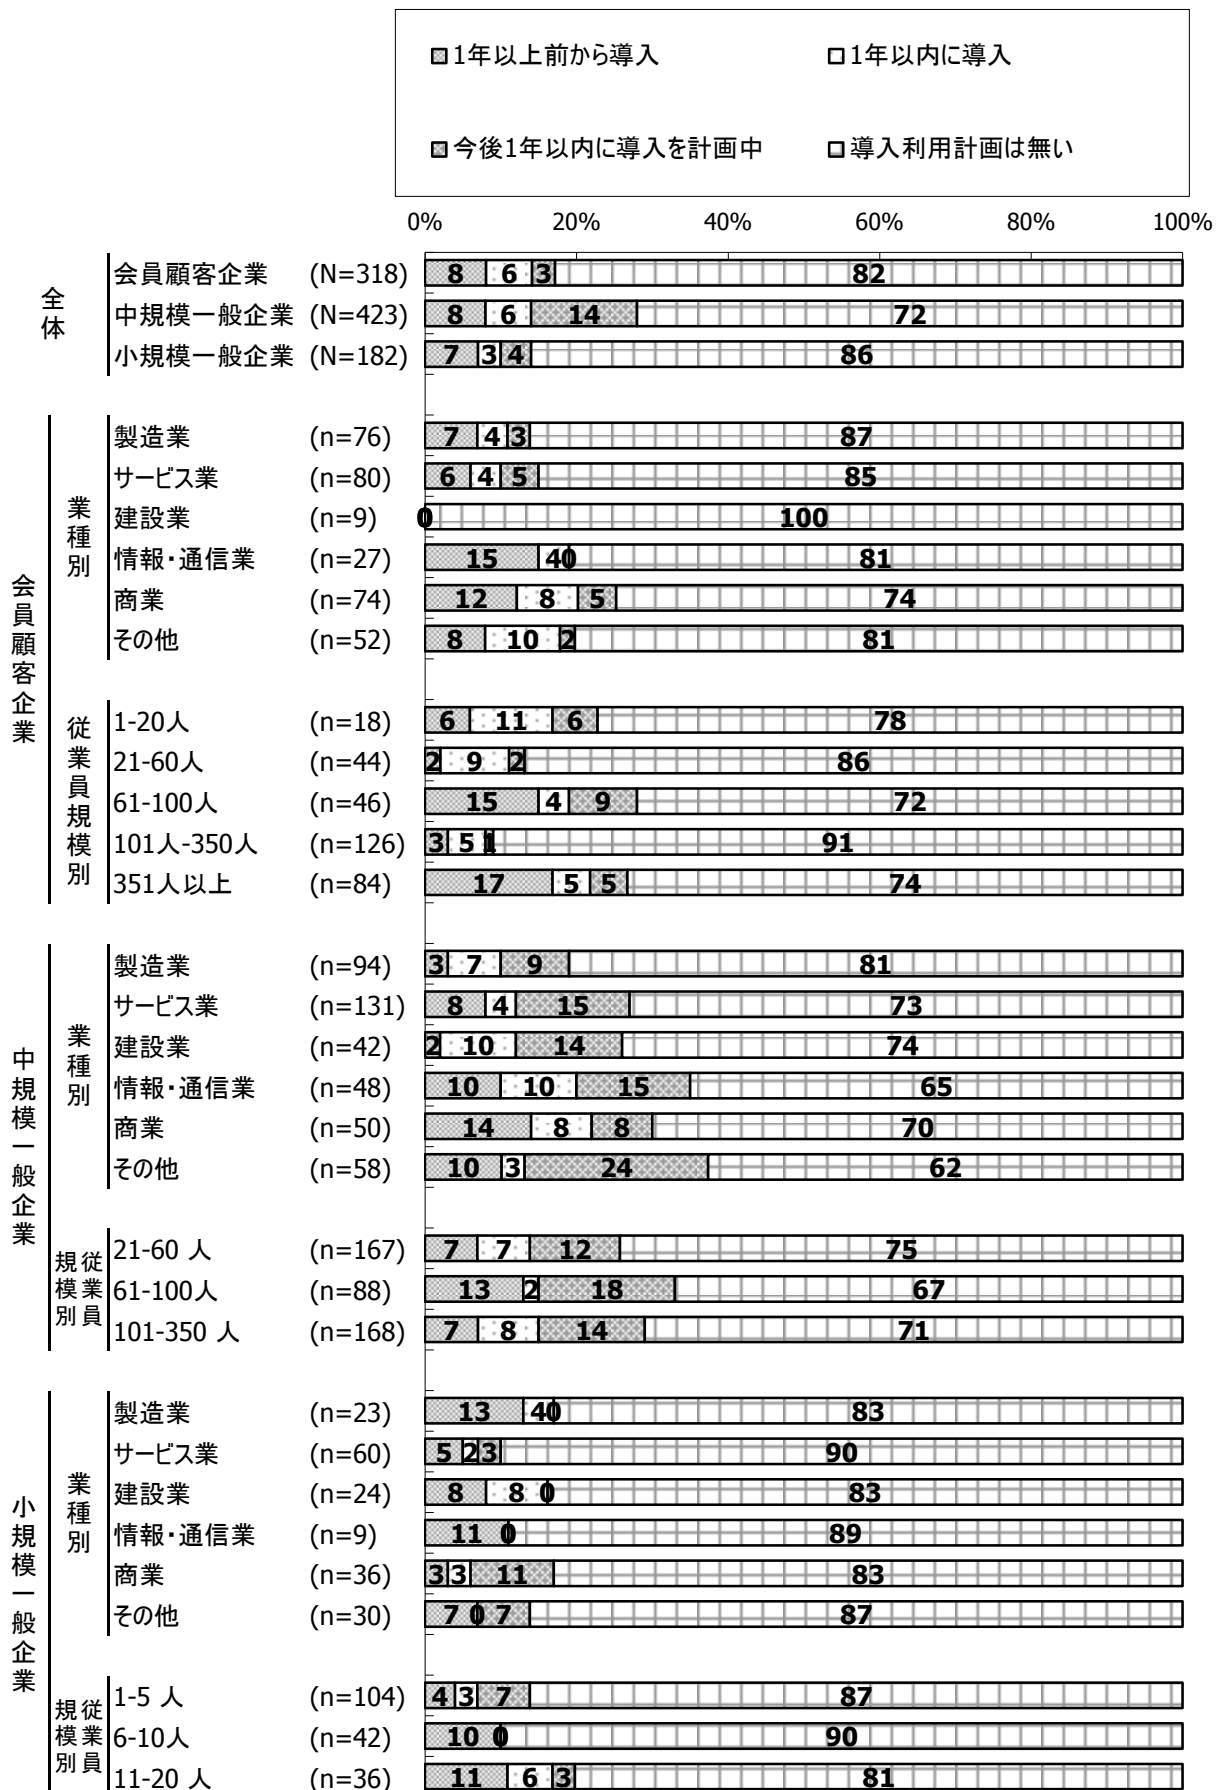 1年以上前から導入 1年以内に導入
今後1年以内に導入を計画中 導入利用計画は無い
0% 20% 40% 60% 80% 100%
全体
会員顧客企業 (N=318) 8 6 3 82
中規模一般企業 (N=423) 8 6 14 72
小規模一般企業 (N=182) 7 3 4 86
会員顧客企業
業種別
製造業 (n=76) 7 4 3 87
サービス業 (n=80) 6 4 5 85
建設業 (n=9) 0 100
情報・通信業 (n=27) 15 4 0 81
商業 (n=74) 12 8 5 74
その他 (n=52) 8 10 2 81
従業員規模別
1-20人 (n=18) 6 11 6 78
21-60人 (n=44) 2 9 2 86
61-100人 (n=46) 15 4 9 72
101人-350人 (n=126) 3 5 1 91
351人以上 (n=84) 17 5 5 74
中規模一般企業
業種別
製造業 (n=94) 3 7 9 81
サービス業 (n=131) 8 4 15 73
建設業 (n=42) 2 10 14 74
情報・通信業 (n=48) 10 10 15 65
商業 (n=50) 14 8 8 70
その他 (n=58) 10 3 24 62
従業員規模別
21-60 人 (n=167) 7 7 12 75
61-100人 (n=88) 13 2 18 67
101-350 人 (n=168) 7 8 14 71
小規模一般企業
業種別
製造業 (n=23) 13 4 0 83
サービス業 (n=60) 5 2 3 90
建設業 (n=24) 8 8 0 83
情報・通信業 (n=9) 11 0 89
商業 (n=36) 3 3 11 83
その他 (n=30) 7 0 7 87
従業員規模別
1-5 人 (n=104) 4 3 7 87
6-10人 (n=42) 10 0 90
11-20 人 (n=36) 11 6 3 81